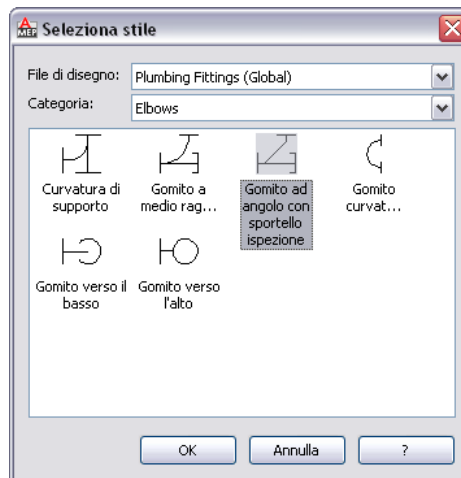 MEP
Seleziona stile
File di disegno: Plumbing Fittings (Global)
Categoria: Elbows
Curvatura di supporto
Gomito a medio rag...
Gomito ad angolo con sportello ispezione
Gomito curvat...
Gomito verso il basso
Gomito verso l'alto
OK Annulla ?